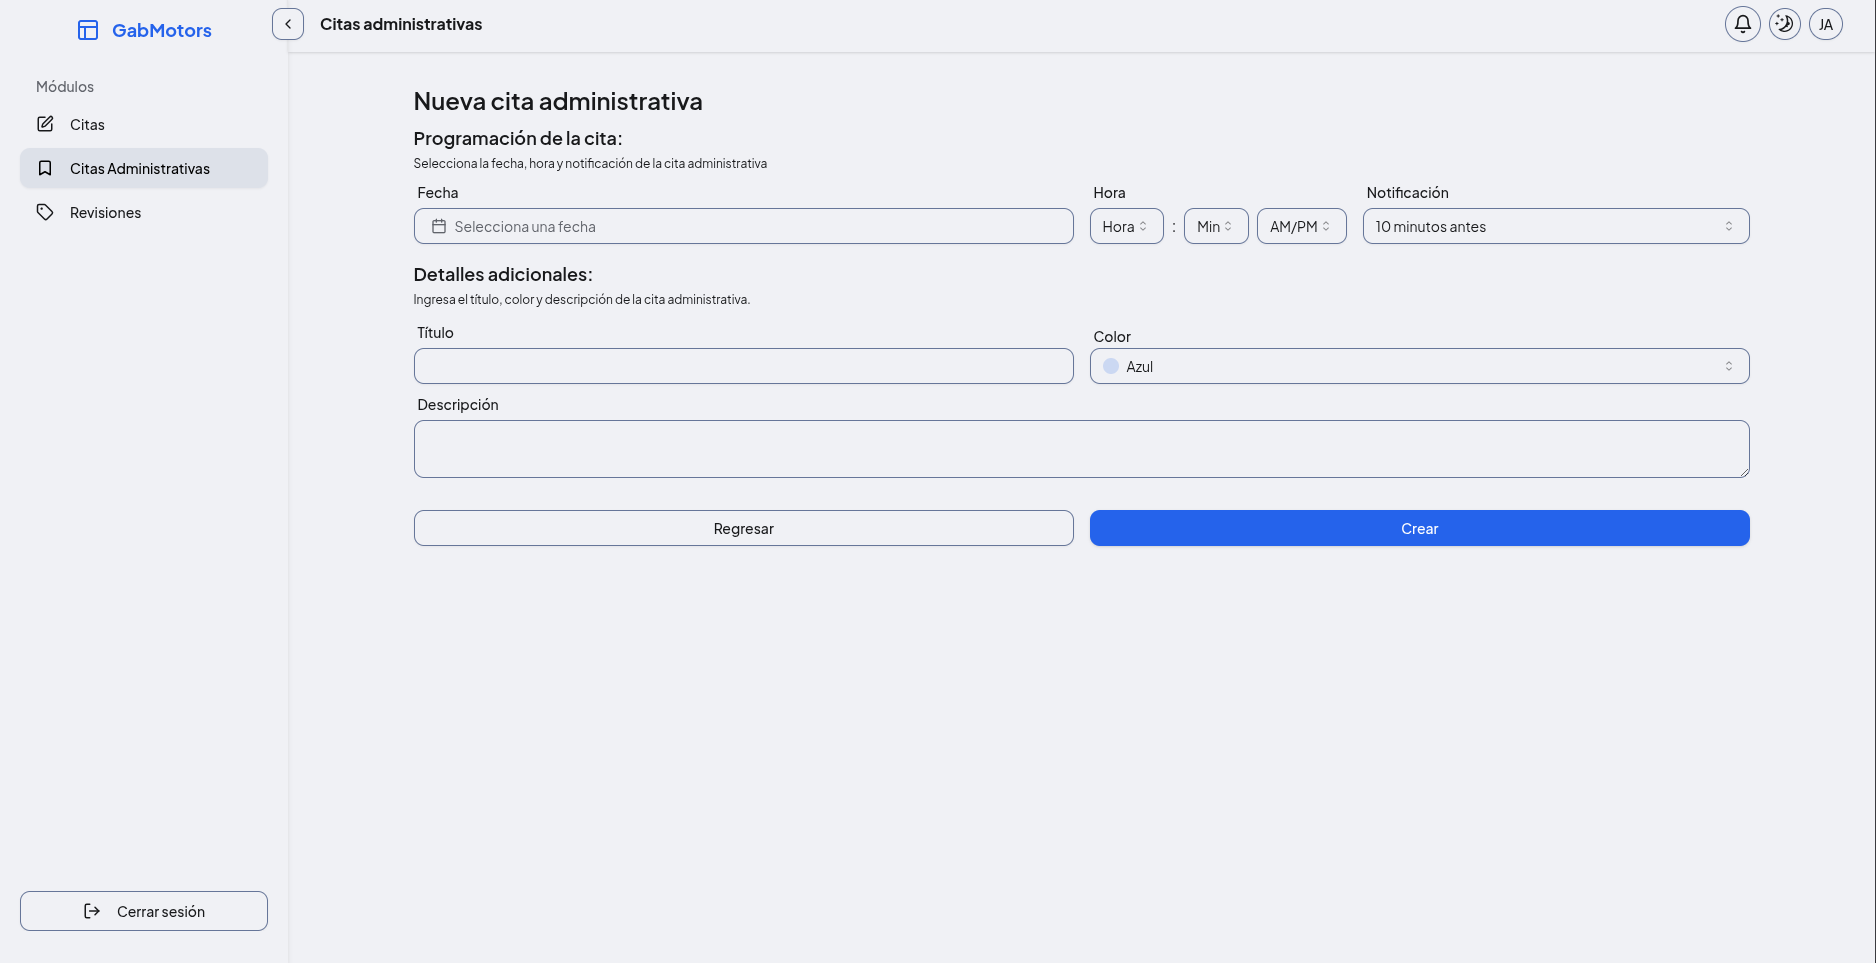 GabMotors
Citas administrativas
JA
Módulos
Citas
Citas Administrativas
Revisiones
Nueva cita administrativa
Programación de la cita:
Selecciona la fecha, hora y notificación de la cita administrativa
Fecha Hora Notificación
Selecciona una fecha Hora : Min AM/PM 10 minutos antes
Detalles adicionales:
Ingresa el título, color y descripción de la cita administrativa.
Título Color
Azul
Descripción
Regresar Crear
Cerrar sesión